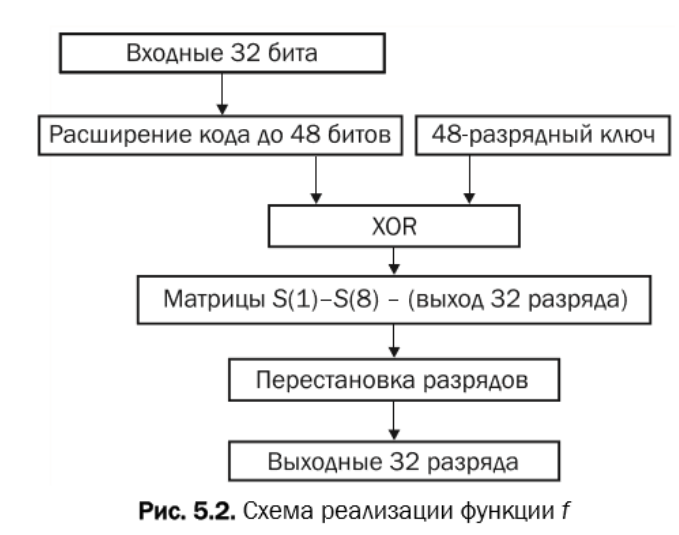 Входные 32 бита
Расширение кода до 48 битов
48-разрядный ключ
XOR
Матрицы S(1)–S(8) – (выход 32 разряда)
Перестановка разрядов
Выходные 32 разряда
Рис. 5.2. Схема реализации функции f